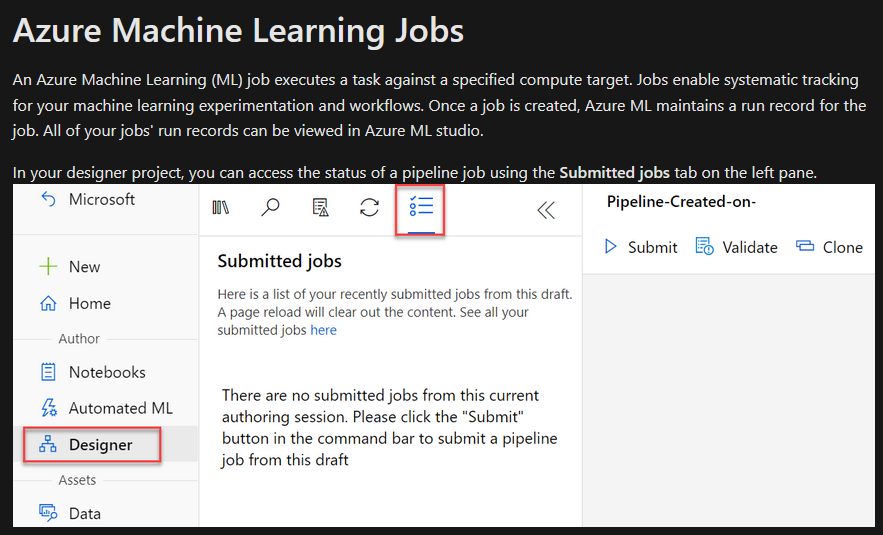 Azure Machine Learning Jobs
An Azure Machine Learning (ML) job executes a task against a specified compute target. Jobs enable systematic tracking
for your machine learning experimentation and workflows. Once a job is created, Azure ML maintains a run record for the
job. All of your jobs' run records can be viewed in Azure ML studio.
In your designer project, you can access the status of a pipeline job using the Submitted jobs tab on the left pane.
Microsoft
New
Home
Author
Notebooks
Automated ML
Designer
Assets
Data
Submitted jobs
Here is a list of your recently submitted jobs from this draft.
A page reload will clear out the content. See all your
submitted jobs here
There are no submitted jobs from this current
authoring session. Please click the "Submit"
button in the command bar to submit a pipeline
job from this draft
Pipeline-Created-on-
Submit Validate Clone